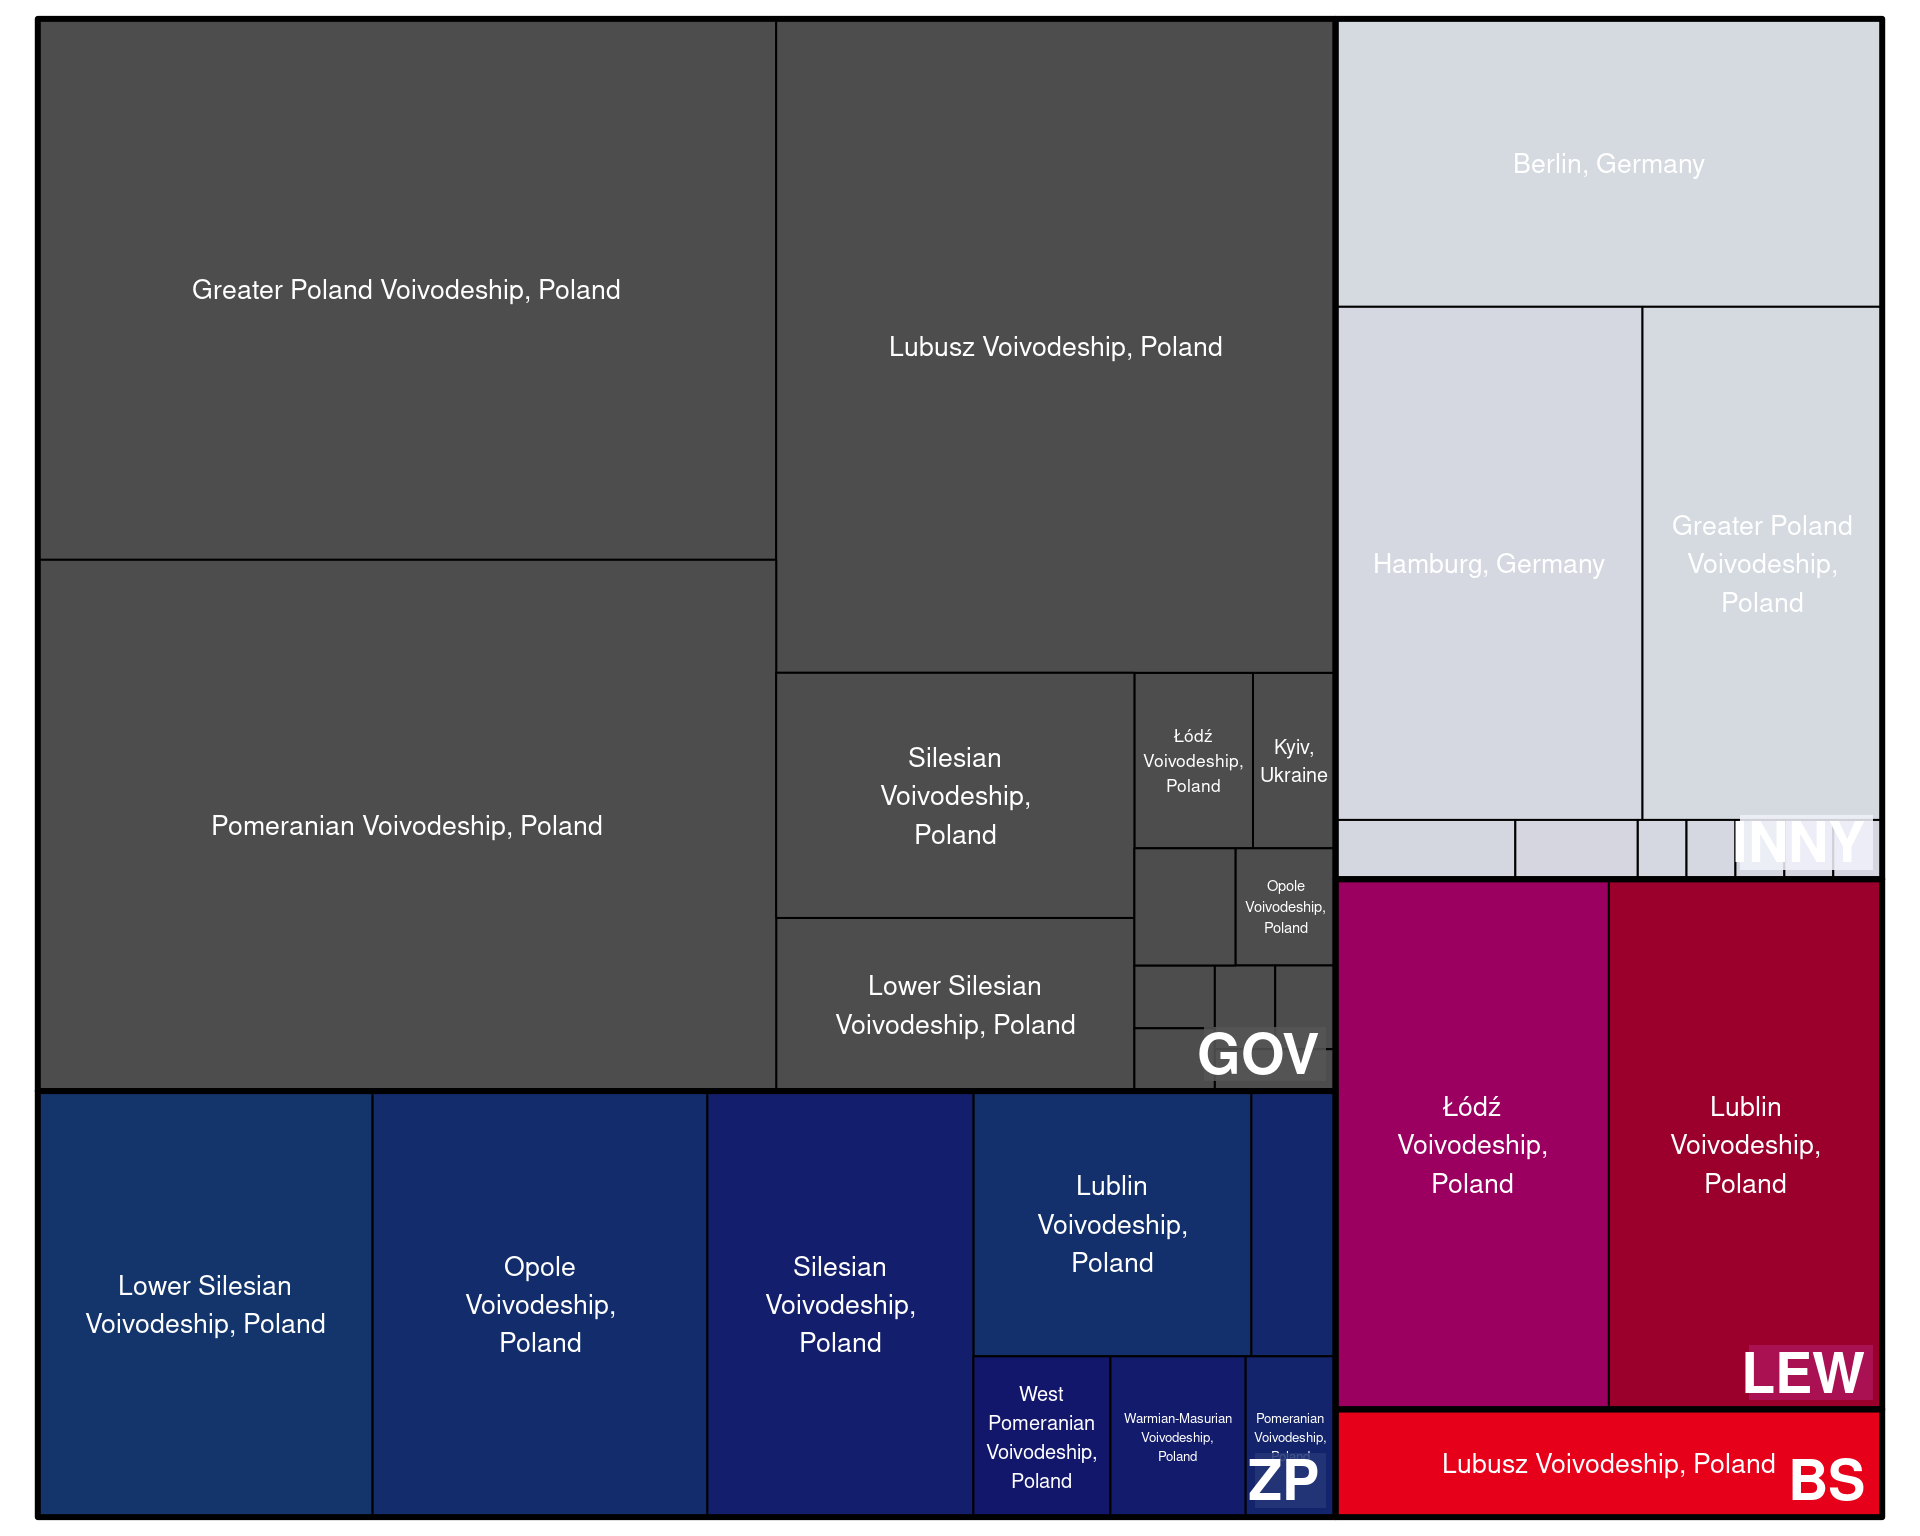 Greater Poland Voivodeship, Poland
Pomeranian Voivodeship, Poland
Lubusz Voivodeship, Poland
Silesian
Voivodeship,
Poland
Lower Silesian
Voivodeship, Poland
Łódź
Voivodeship,
Poland
Kyiv,
Ukraine
Opole
Voivodeship,
Poland
GOV
Berlin, Germany
Hamburg, Germany
Greater Poland
Voivodeship,
Poland
INNY
Łódź
Voivodeship,
Poland
Lublin
Voivodeship,
Poland
LEW
Lower Silesian
Voivodeship, Poland
Opole
Voivodeship,
Poland
Silesian
Voivodeship,
Poland
Lublin
Voivodeship,
Poland
West
Pomeranian
Voivodeship,
Poland
Warmian-Masurian
Voivodeship,
Poland
Pomeranian
Voivodeship,
Poland
ZP
Lubusz Voivodeship, Poland
BS